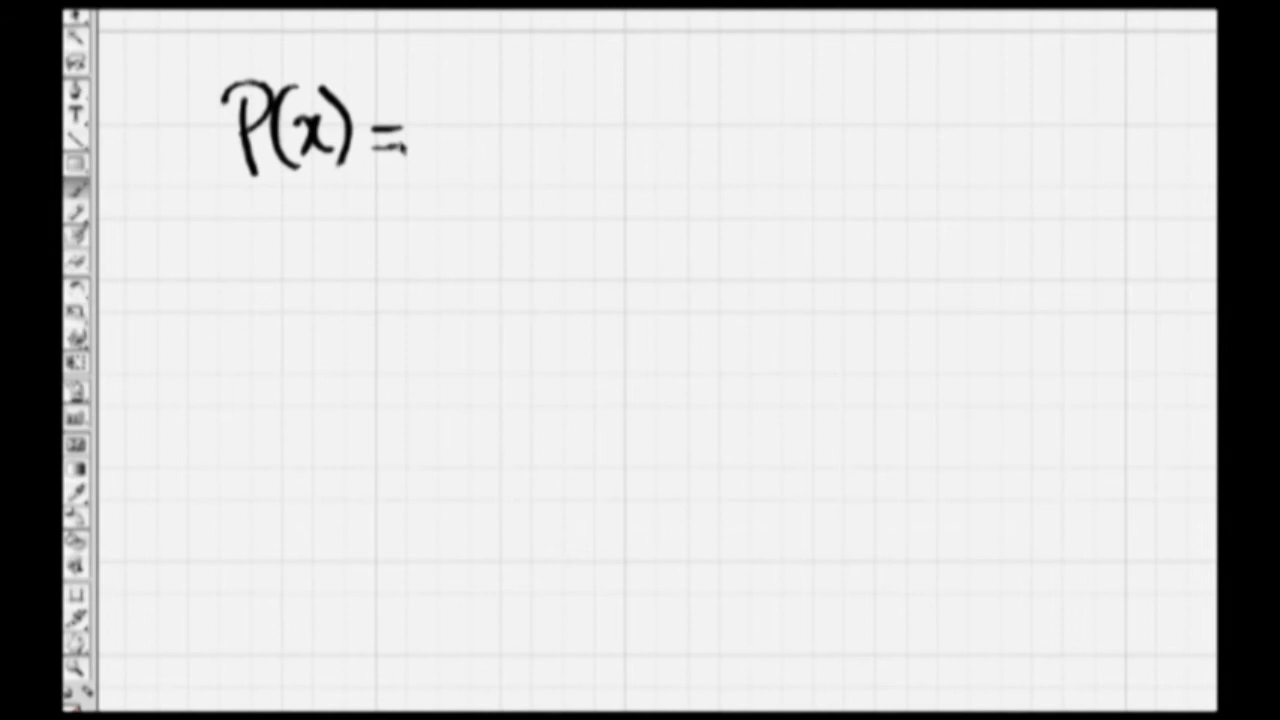 P(x) =